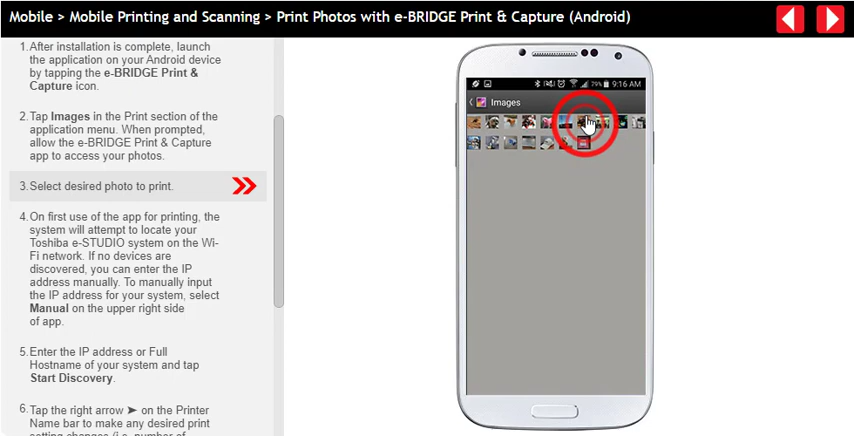 Mobile > Mobile Printing and Scanning > Print Photos with e-BRIDGE Print & Capture (Android)
1. After installation is complete, launch
the application on your Android device
by tapping the e-BRIDGE Print &
Capture icon.
2. Tap Images in the Print section of the
application menu. When prompted,
allow the e-BRIDGE Print & Capture
app to access your photos.
3. Select desired photo to print.
4. On first use of the app for printing, the
system will attempt to locate your
Toshiba e-STUDIO system on the Wi-
Fi network. If no devices are
discovered, you can enter the IP
address manually. To manually input
the IP address for your system, select
Manual on the upper right side
of app.
5. Enter the IP address or Full
Hostname of your system and tap
Start Discovery.
6. Tap the right arrow ➤ on the Printer
Name bar to make any desired print
setting changes (i.e. number of
79% 9:16 AM
Images